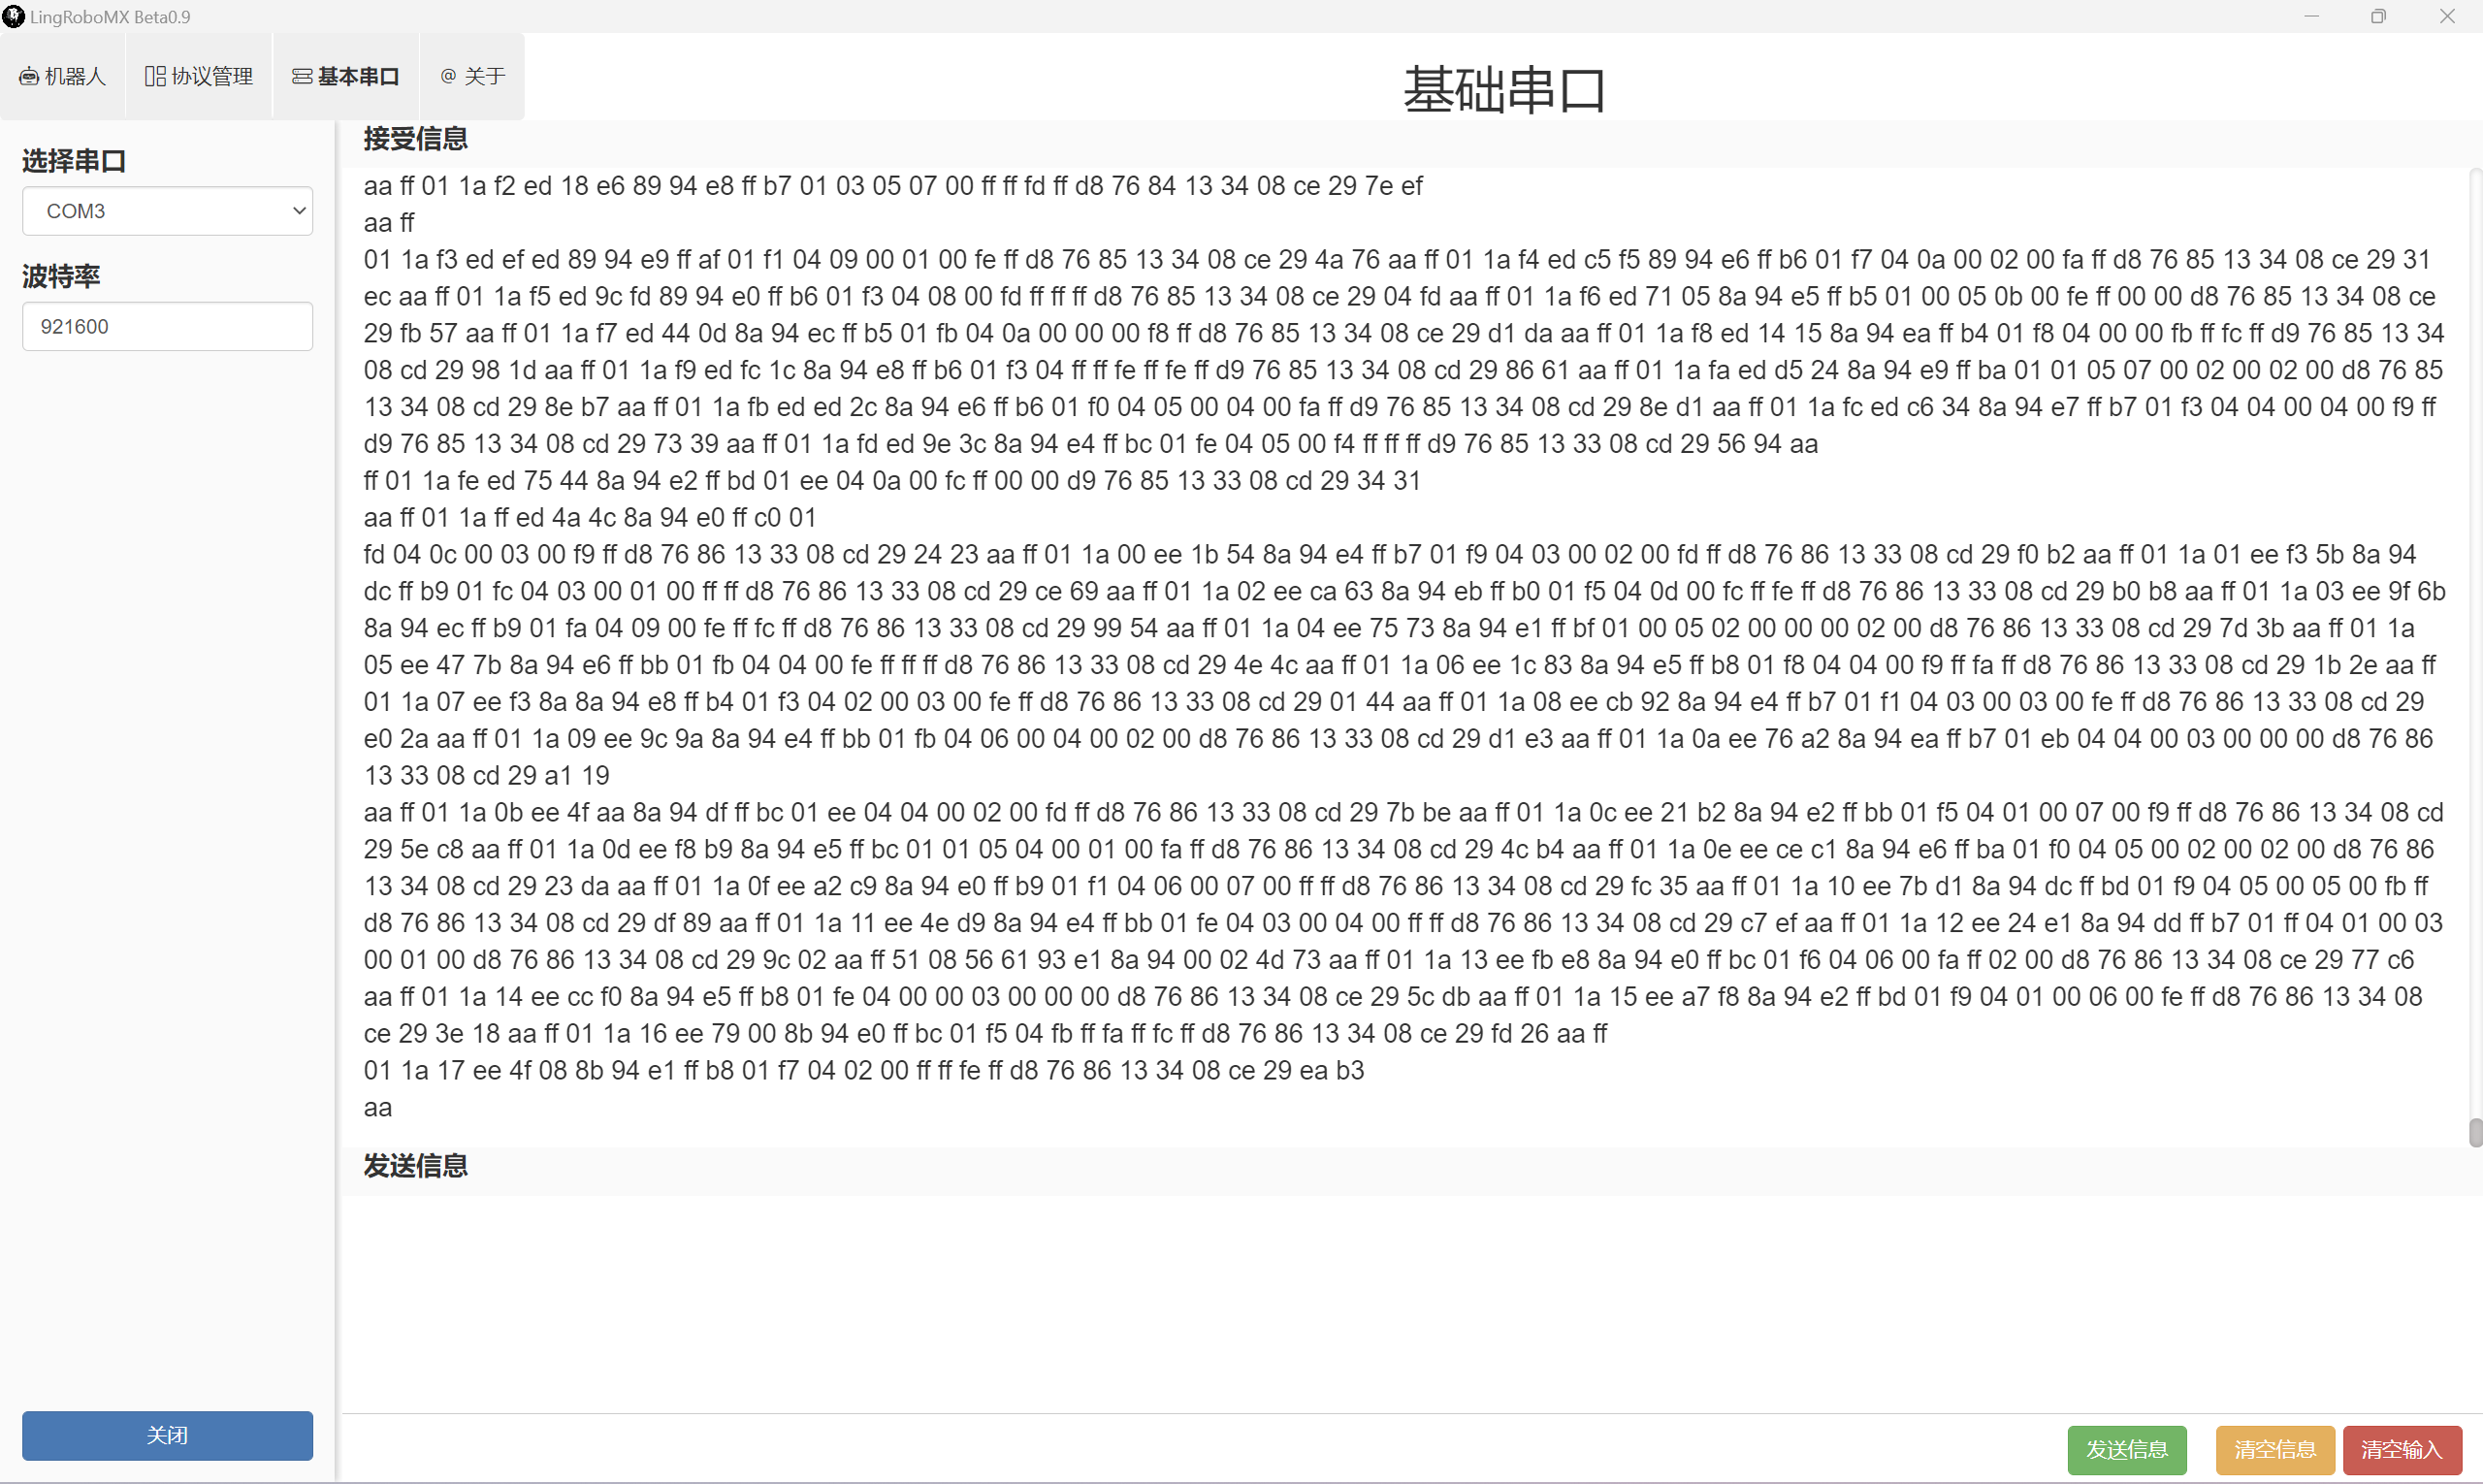 LingRoboMX Beta0.9
机器人 协议管理 基本串口 @ 关于
基础串口
选择串口
COM3
波特率
921600
关闭
接受信息
aa ff 01 1a f2 ed 18 e6 89 94 e8 ff b7 01 03 05 07 00 ff ff fd ff d8 76 84 13 34 08 ce 29 7e ef
aa ff
01 1a f3 ed ef ed 89 94 e9 ff af 01 f1 04 09 00 01 00 fe ff d8 76 85 13 34 08 ce 29 4a 76 aa ff 01 1a f4 ed c5 f5 89 94 e6 ff b6 01 f7 04 0a 00 02 00 fa ff d8 76 85 13 34 08 ce 29 31
ec aa ff 01 1a f5 ed 9c fd 89 94 e0 ff b6 01 f3 04 08 00 fd ff ff ff d8 76 85 13 34 08 ce 29 04 fd aa ff 01 1a f6 ed 71 05 8a 94 e5 ff b5 01 00 05 0b 00 fe ff 00 00 d8 76 85 13 34 08 ce
29 fb 57 aa ff 01 1a f7 ed 44 0d 8a 94 ec ff b5 01 fb 04 0a 00 00 00 f8 ff d8 76 85 13 34 08 ce 29 d1 da aa ff 01 1a f8 ed 14 15 8a 94 ea ff b4 01 f8 04 00 00 fb ff fc ff d9 76 85 13 34
08 cd 29 98 1d aa ff 01 1a f9 ed fc 1c 8a 94 e8 ff b6 01 f3 04 ff ff fe ff fe ff d9 76 85 13 34 08 cd 29 86 61 aa ff 01 1a fa ed d5 24 8a 94 e9 ff ba 01 01 05 07 00 02 00 02 00 d8 76 85
13 34 08 cd 29 8e b7 aa ff 01 1a fb ed ed 2c 8a 94 e6 ff b6 01 f0 04 05 00 04 00 fa ff d9 76 85 13 34 08 cd 29 8e d1 aa ff 01 1a fc ed c6 34 8a 94 e7 ff b7 01 f3 04 04 00 04 00 f9 ff
d9 76 85 13 34 08 cd 29 73 39 aa ff 01 1a fd ed 9e 3c 8a 94 e4 ff bc 01 fe 04 05 00 f4 ff ff ff d9 76 85 13 33 08 cd 29 56 94 aa
ff 01 1a fe ed 75 44 8a 94 e2 ff bd 01 ee 04 0a 00 fc ff 00 00 d9 76 85 13 33 08 cd 29 34 31
aa ff 01 1a ff ed 4a 4c 8a 94 e0 ff c0 01
fd 04 0c 00 03 00 f9 ff d8 76 86 13 33 08 cd 29 24 23 aa ff 01 1a 00 ee 1b 54 8a 94 e4 ff b7 01 f9 04 03 00 02 00 fd ff d8 76 86 13 33 08 cd 29 f0 b2 aa ff 01 1a 01 ee f3 5b 8a 94
dc ff b9 01 fc 04 03 00 01 00 ff ff d8 76 86 13 33 08 cd 29 ce 69 aa ff 01 1a 02 ee ca 63 8a 94 eb ff b0 01 f5 04 0d 00 fc ff fe ff d8 76 86 13 33 08 cd 29 b0 b8 aa ff 01 1a 03 ee 9f 6b
8a 94 ec ff b9 01 fa 04 09 00 fe ff fc ff d8 76 86 13 33 08 cd 29 99 54 aa ff 01 1a 04 ee 75 73 8a 94 e1 ff bf 01 00 05 02 00 00 00 02 00 d8 76 86 13 33 08 cd 29 7d 3b aa ff 01 1a
05 ee 47 7b 8a 94 e6 ff bb 01 fb 04 04 00 fe ff ff ff d8 76 86 13 33 08 cd 29 4e 4c aa ff 01 1a 06 ee 1c 83 8a 94 e5 ff b8 01 f8 04 04 00 f9 ff fa ff d8 76 86 13 33 08 cd 29 1b 2e aa ff
01 1a 07 ee f3 8a 8a 94 e8 ff b4 01 f3 04 02 00 03 00 fe ff d8 76 86 13 33 08 cd 29 01 44 aa ff 01 1a 08 ee cb 92 8a 94 e4 ff b7 01 f1 04 03 00 03 00 fe ff d8 76 86 13 33 08 cd 29
e0 2a aa ff 01 1a 09 ee 9c 9a 8a 94 e4 ff bb 01 fb 04 06 00 04 00 02 00 d8 76 86 13 33 08 cd 29 d1 e3 aa ff 01 1a 0a ee 76 a2 8a 94 ea ff b7 01 eb 04 04 00 03 00 00 00 d8 76 86
13 33 08 cd 29 a1 19
aa ff 01 1a 0b ee 4f aa 8a 94 df ff bc 01 ee 04 04 00 02 00 fd ff d8 76 86 13 33 08 cd 29 7b be aa ff 01 1a 0c ee 21 b2 8a 94 e2 ff bb 01 f5 04 01 00 07 00 f9 ff d8 76 86 13 34 08 cd
29 5e c8 aa ff 01 1a 0d ee f8 b9 8a 94 e5 ff bc 01 01 05 04 00 01 00 fa ff d8 76 86 13 34 08 cd 29 4c b4 aa ff 01 1a 0e ee ce c1 8a 94 e6 ff ba 01 f0 04 05 00 02 00 02 00 d8 76 86
13 34 08 cd 29 23 da aa ff 01 1a 0f ee a2 c9 8a 94 e0 ff b9 01 f1 04 06 00 07 00 ff ff d8 76 86 13 34 08 cd 29 fc 35 aa ff 01 1a 10 ee 7b d1 8a 94 dc ff bd 01 f9 04 05 00 05 00 fb ff
d8 76 86 13 34 08 cd 29 df 89 aa ff 01 1a 11 ee 4e d9 8a 94 e4 ff bb 01 fe 04 03 00 04 00 ff ff d8 76 86 13 34 08 cd 29 c7 ef aa ff 01 1a 12 ee 24 e1 8a 94 dd ff b7 01 ff 04 01 00 03
00 01 00 d8 76 86 13 34 08 cd 29 9c 02 aa ff 51 08 56 61 93 e1 8a 94 00 02 4d 73 aa ff 01 1a 13 ee fb e8 8a 94 e0 ff bc 01 f6 04 06 00 fa ff 02 00 d8 76 86 13 34 08 ce 29 77 c6
aa ff 01 1a 14 ee cc f0 8a 94 e5 ff b8 01 fe 04 00 00 03 00 00 00 d8 76 86 13 34 08 ce 29 5c db aa ff 01 1a 15 ee a7 f8 8a 94 e2 ff bd 01 f9 04 01 00 06 00 fe ff d8 76 86 13 34 08
ce 29 3e 18 aa ff 01 1a 16 ee 79 00 8b 94 e0 ff bc 01 f5 04 fb ff fa ff fc ff d8 76 86 13 34 08 ce 29 fd 26 aa ff
01 1a 17 ee 4f 08 8b 94 e1 ff b8 01 f7 04 02 00 ff ff fe ff d8 76 86 13 34 08 ce 29 ea b3
aa
发送信息
发送信息 清空信息 清空输入